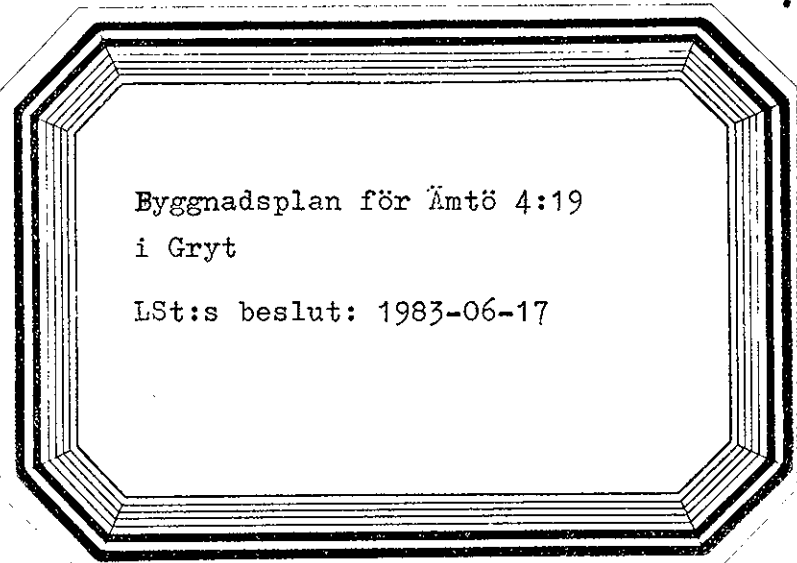 Byggnadsplan för Ämtö 4:19
i Gryt
LSt:s beslut: 1983-06-17